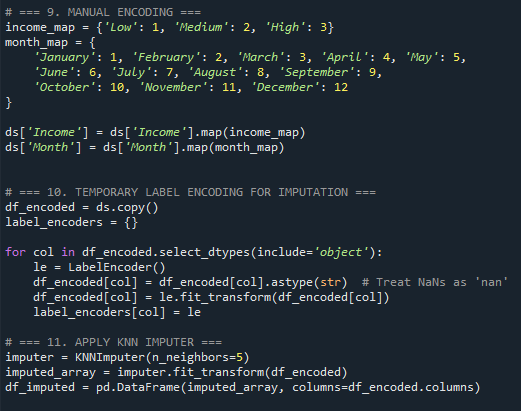 # === 9. MANUAL ENCODING ===
income_map = {'Low': 1, 'Medium': 2, 'High': 3}
month_map = {
    'January': 1, 'February': 2, 'March': 3, 'April': 4, 'May': 5,
    'June': 6, 'July': 7, 'August': 8, 'September': 9,
    'October': 10, 'November': 11, 'December': 12
}

ds['Income'] = ds['Income'].map(income_map)
ds['Month'] = ds['Month'].map(month_map)


# === 10. TEMPORARY LABEL ENCODING FOR IMPUTATION ===
df_encoded = ds.copy()
label_encoders = {}

for col in df_encoded.select_dtypes(include='object'):
    le = LabelEncoder()
    df_encoded[col] = df_encoded[col].astype(str)  # Treat NaNs as 'nan'
    df_encoded[col] = le.fit_transform(df_encoded[col])
    label_encoders[col] = le

# === 11. APPLY KNN IMPUTER ===
imputer = KNNImputer(n_neighbors=5)
imputed_array = imputer.fit_transform(df_encoded)
df_imputed = pd.DataFrame(imputed_array, columns=df_encoded.columns)